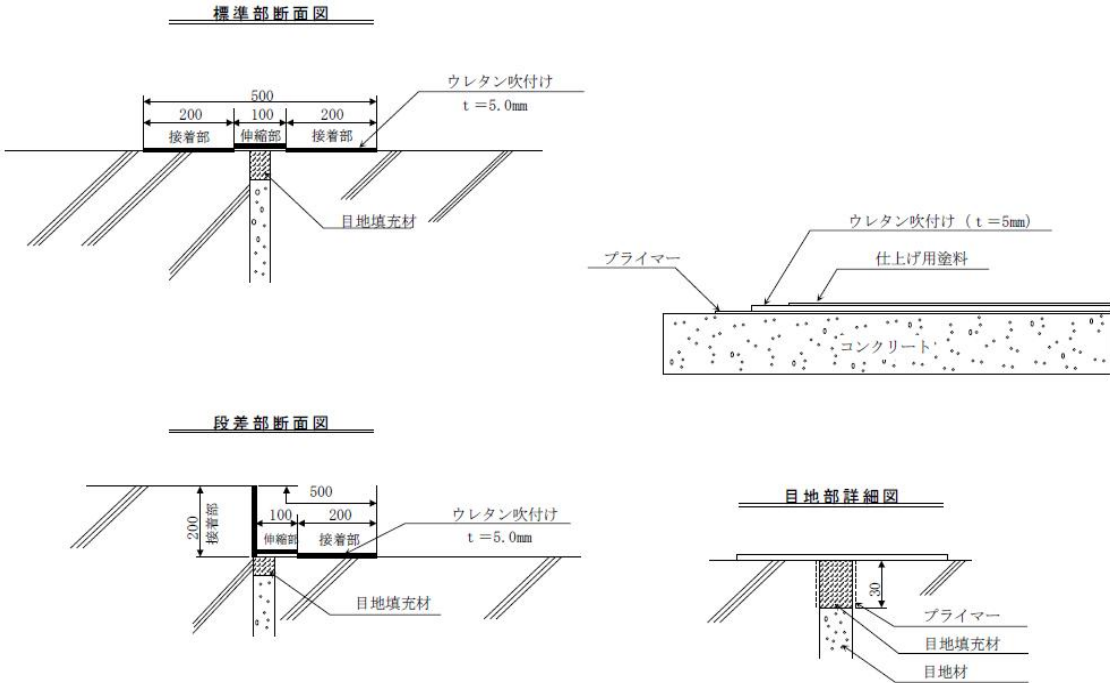 標準部断面図
500
200
100
200
接着部
伸縮部
接着部
ウレタン吹付け
t＝5.0mm
目地填充材
ウレタン吹付け (t＝5mm)
プライマー
仕上げ用塗料
コンクリート
段差部断面図
500
200
接着部
100
200
伸縮部
接着部
ウレタン吹付け
t＝5.0mm
目地填充材
目地部詳細図
30
プライマー
目地填充材
目地材